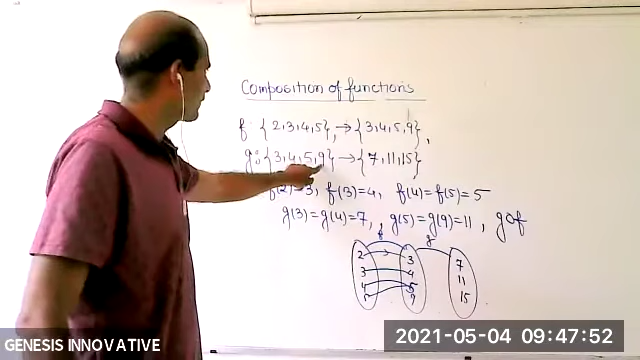 Composition of functions
f: {2,3,4,5} → {3,4,5,9},
g: {3,4,5,9} → {7,11,15}
f(2)=3, f(3)=4, f(4)=f(5)=5
g(3)=g(4)=7, g(5)=g(9)=11, gof
f g
2 3 7
3 4 11
4 5 15
5 9
GENESIS INNOVATIVE
2021-05-04 09:47:52